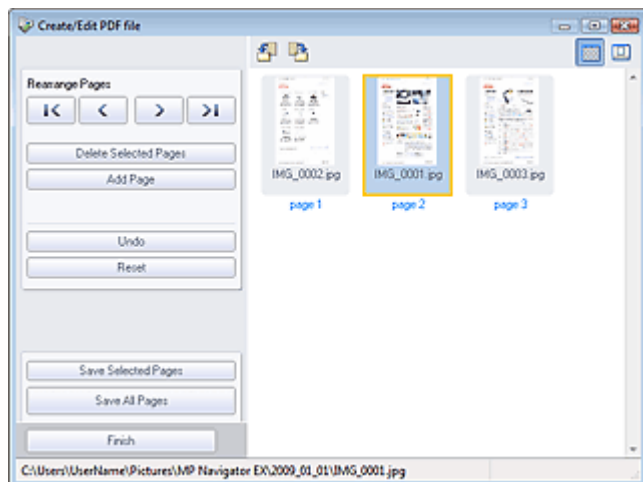 Create/Edit PDF file
Rearrange Pages
Delete Selected Pages
Add Page
Undo
Reset
Save Selected Pages
Save All Pages
Finish
IMG_0002.jpg
IMG_0001.jpg
IMG_0003.jpg
page 1
page 2
page 3
C:\Users\UserName\Pictures\MP Navigator EX\2009_01_01\IMG_0001.jpg